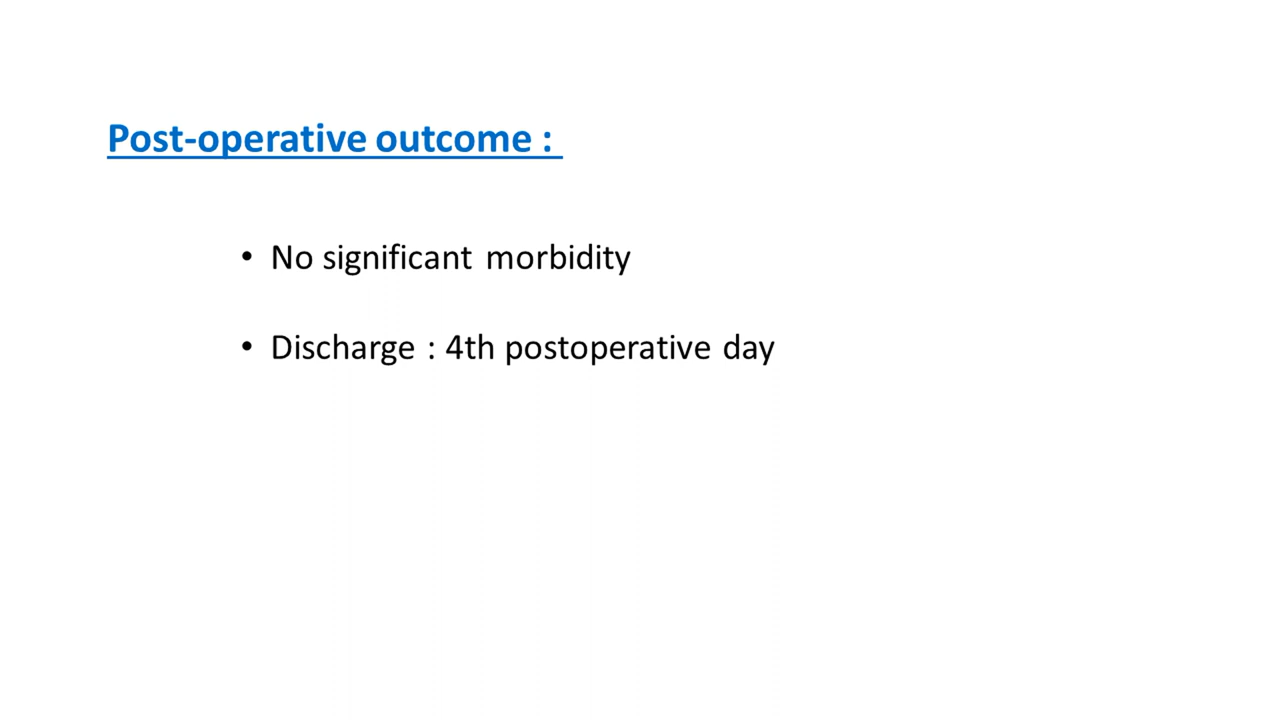 Post-operative outcome :
• No significant morbidity
• Discharge : 4th postoperative day